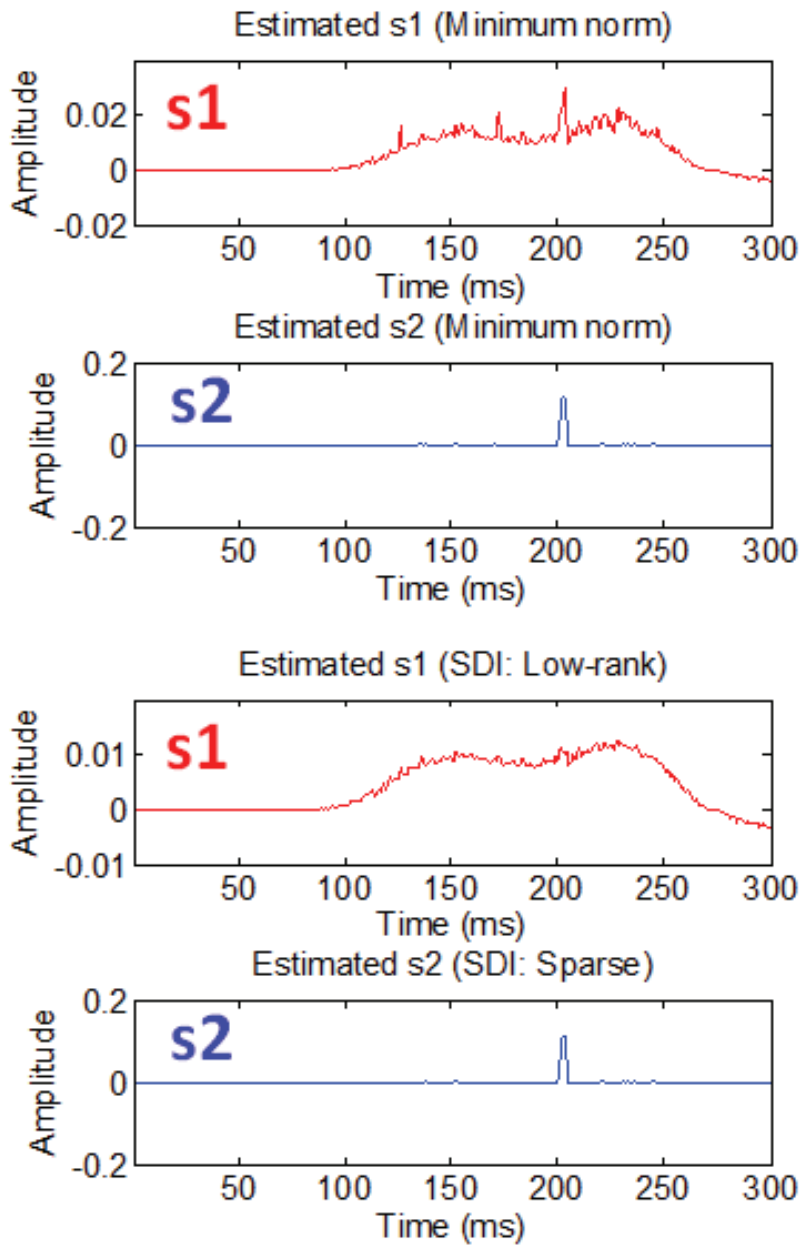 Estimated s1 (Minimum norm)
s1
Amplitude
0.02
0
-0.02
50 100 150 200 250 300
Time (ms)
Estimated s2 (Minimum norm)
s2
Amplitude
0.2
0
-0.2
50 100 150 200 250 300
Time (ms)
Estimated s1 (SDI: Low-rank)
s1
Amplitude
0.01
0
-0.01
50 100 150 200 250 300
Time (ms)
Estimated s2 (SDI: Sparse)
s2
Amplitude
0.2
0
-0.2
50 100 150 200 250 300
Time (ms)